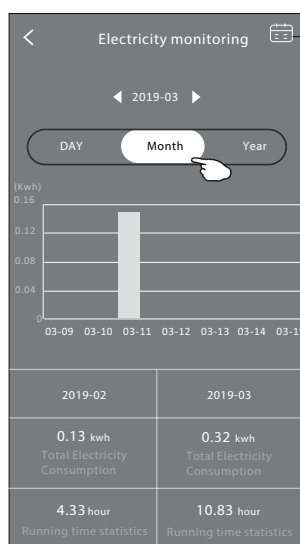 Electricity monitoring
2019-03
DAY Month Year
(Kwh)
0.16
0.12
0.08
0.04
0
03-09 03-10 03-11 03-12 03-13 03-14
2019-02 2019-03
0.13 kwh 0.32 kwh
Total Electricity Total Electricity
Consumption Consumption
4.33 hour 10.83 hour
Running time statistics Running time statistics